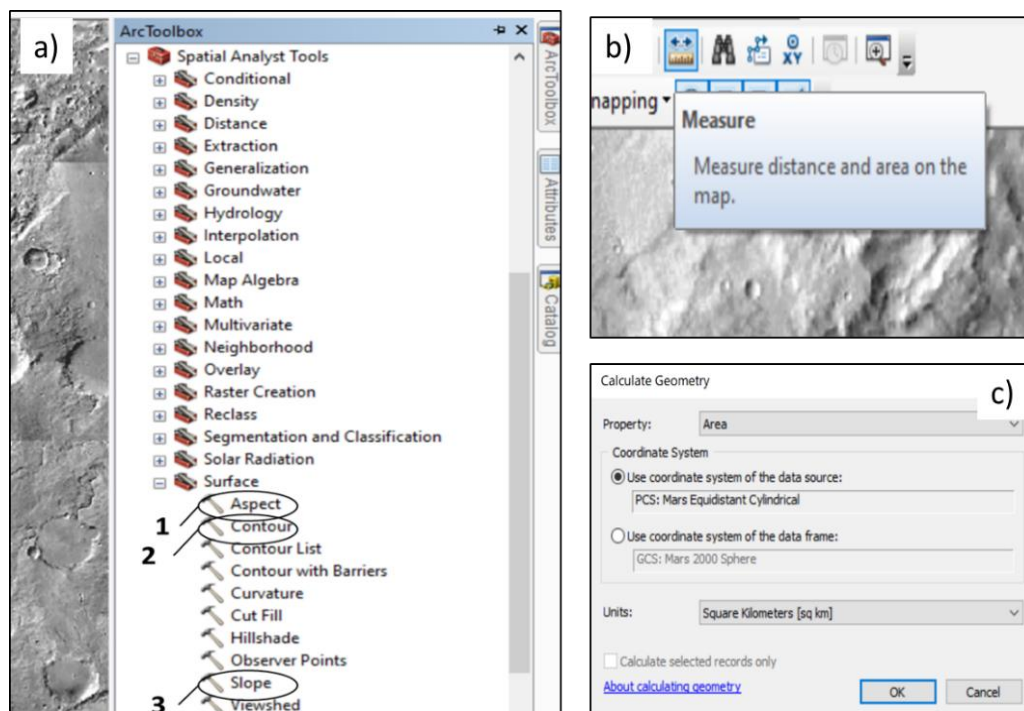 a)
ArcToolbox
Spatial Analyst Tools
Conditional
Density
Distance
Extraction
Generalization
Groundwater
Hydrology
Interpolation
Local
Map Algebra
Math
Multivariate
Neighborhood
Overlay
Raster Creation
Reclass
Segmentation and Classification
Solar Radiation
Surface
Aspect
1
Contour
2
Contour List
Contour with Barriers
Curvature
Cut Fill
Hillshade
Observer Points
Slope
3
Viewshed
ArcToolbox
Attributes
Catalog
b)
XY
napping
Measure
Measure distance and area on the
map.
c)
Calculate Geometry
Property: Area
Coordinate System
Use coordinate system of the data source:
PCS: Mars Equidistant Cylindrical
Use coordinate system of the data frame:
GCS: Mars 2000 Sphere
Units: Square Kilometers [sq km]
Calculate selected records only
About calculating geometry
OK Cancel